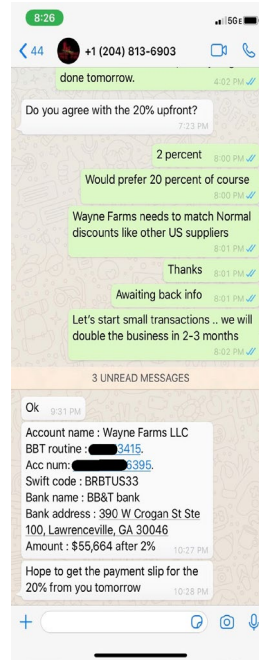 8:26
5GE
44
+1 (204) 813-6903
done tomorrow.
4:02 PM
Do you agree with the 20% upfront?
7:23 PM
2 percent 8:00 PM
Would prefer 20 percent of course
8:00 PM
Wayne Farms needs to match Normal
discounts like other US suppliers
8:01 PM
Thanks 8:01 PM
Awaiting back info 8:01 PM
Let's start small transactions .. we will
double the business in 2-3 months
8:02 PM
3 UNREAD MESSAGES
Ok 9:31 PM
Account name : Wayne Farms LLC
BBT routine : 3415.
Acc num: 6395.
Swift code : BRBTUS33
Bank name : BB&T bank
Bank address : 390 W Crogan St Ste
100, Lawrenceville, GA 30046
Amount : $55,664 after 2% 10:27 PM
Hope to get the payment slip for the
20% from you tomorrow 10:28 PM